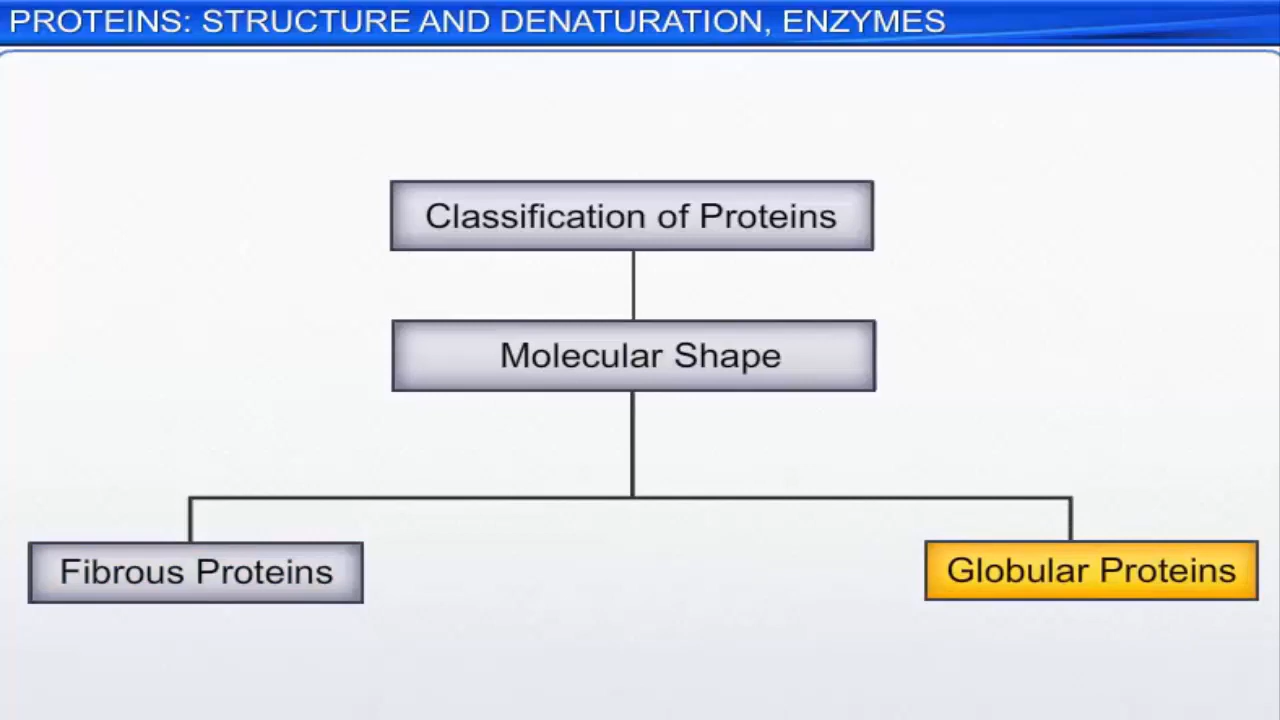 PROTEINS: STRUCTURE AND DENATURATION, ENZYMES
Classification of Proteins
Molecular Shape
Fibrous Proteins
Globular Proteins